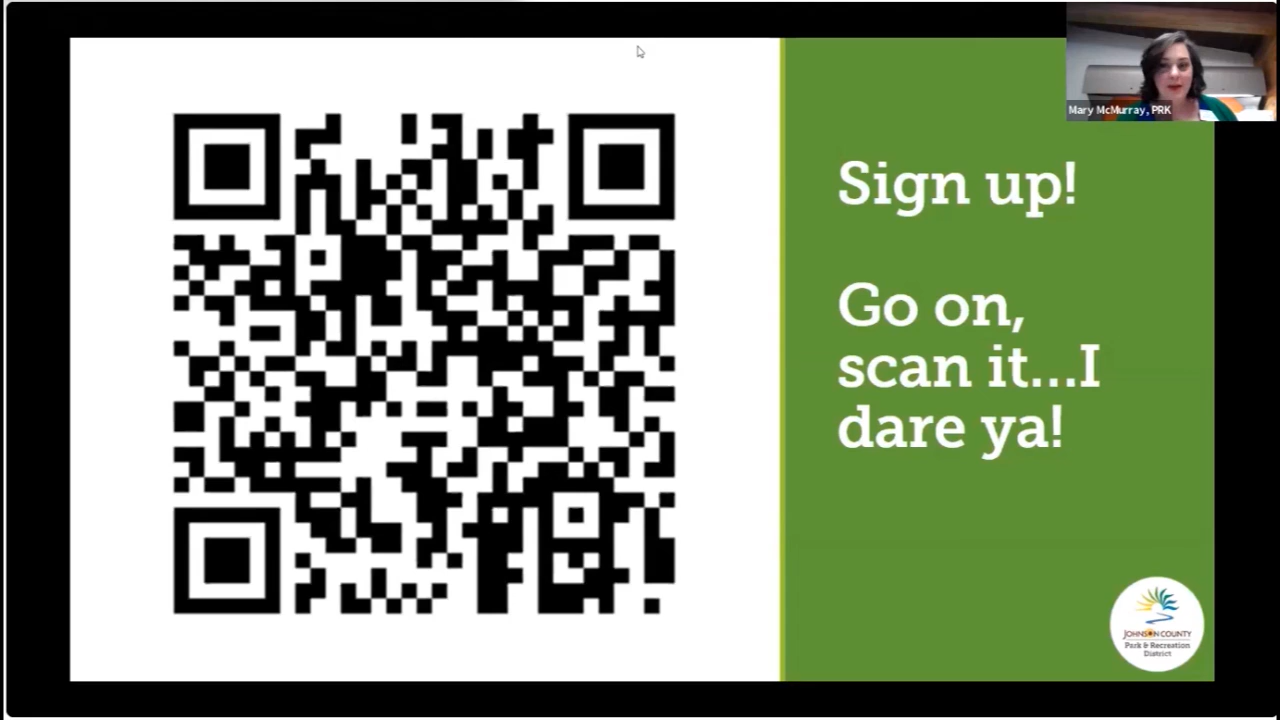 Mary McMurray, PRK
Sign up!
Go on,
scan it...I
dare ya!
JOHNSON COUNTY
Park & Recreation
District